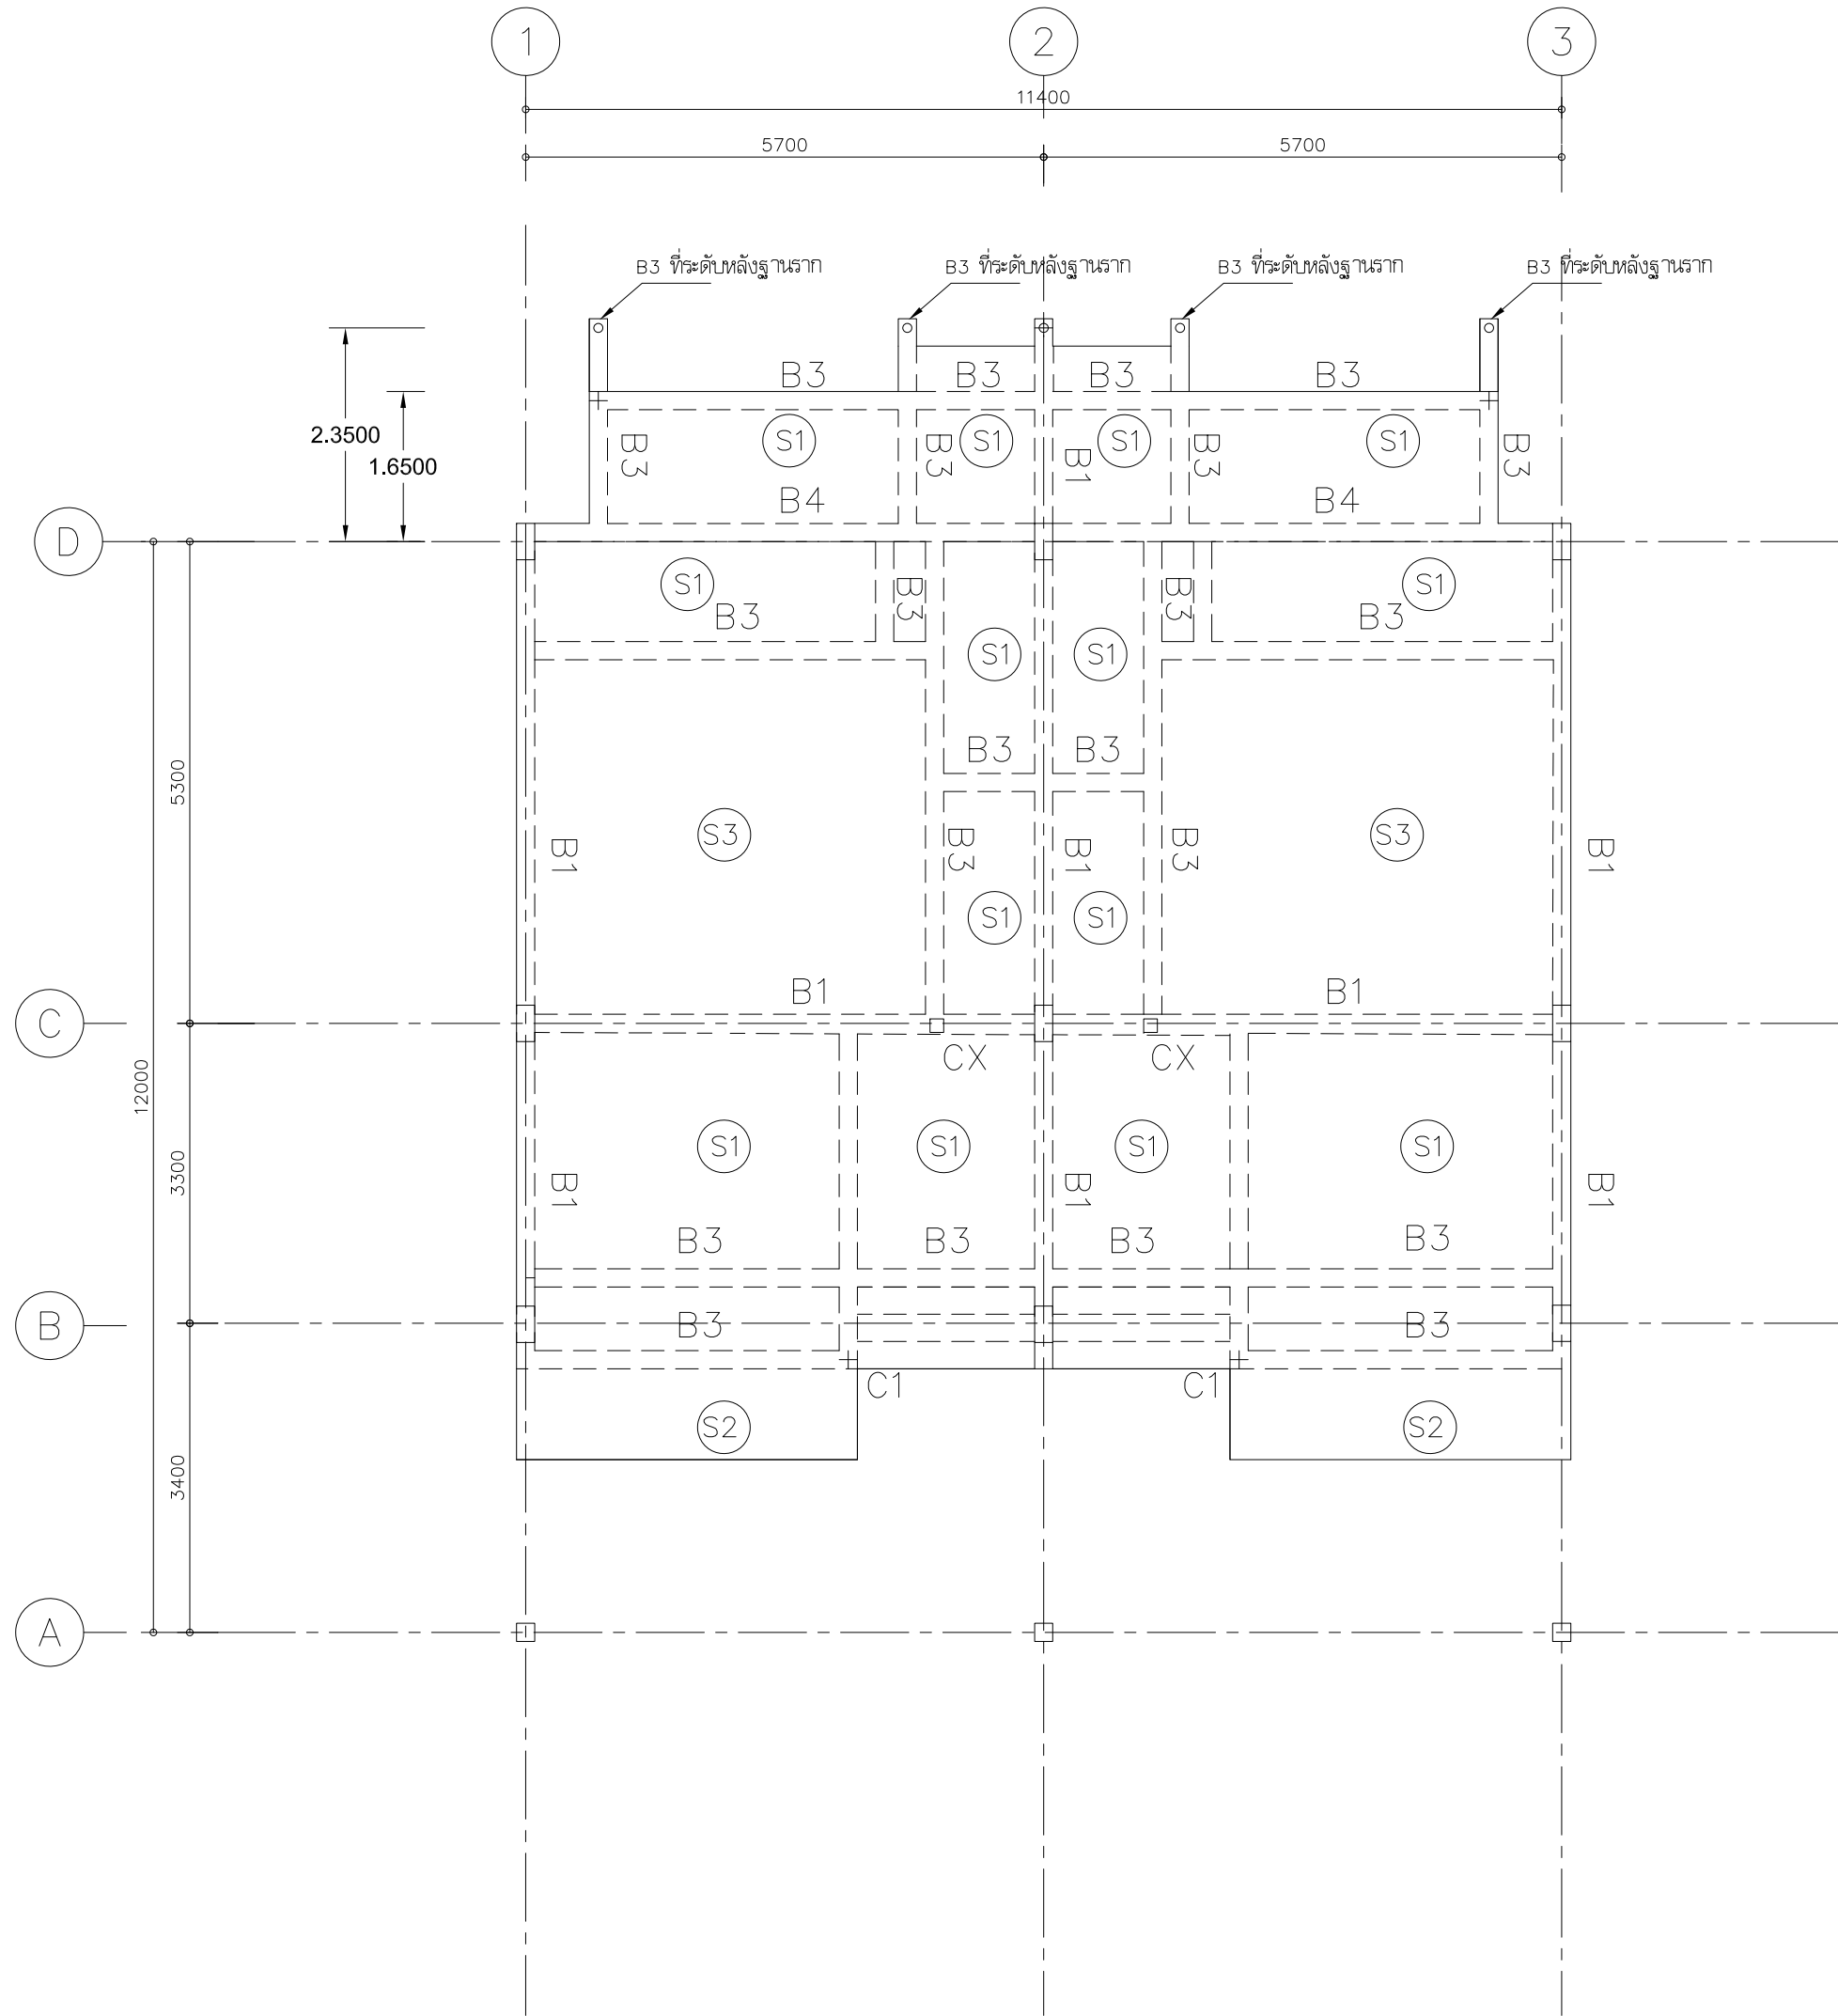 1 2 3
11400
5700 5700
B3 ที่ระดับหลังฐานราก B3 ที่ระดับหลังฐานราก B3 ที่ระดับหลังฐานราก B3 ที่ระดับหลังฐานราก
B3 B3 B3 B3
2.3500 S1 S1 S1 S1
B3 B3 B1 B3 B3
1.6500
B4 B4
D
S1 B3 B3 S1
B3 B3
S1 S1
B3 B3
5300
S3 S3
B1 B3 B1 B3 B1
S1 S1
B1 B1
C
CX CX
12000
S1 S1 S1 S1
3300
B1 B1 B1
B3 B3 B3 B3
B
B3 B3
C1 C1
S2 S2
3400
A